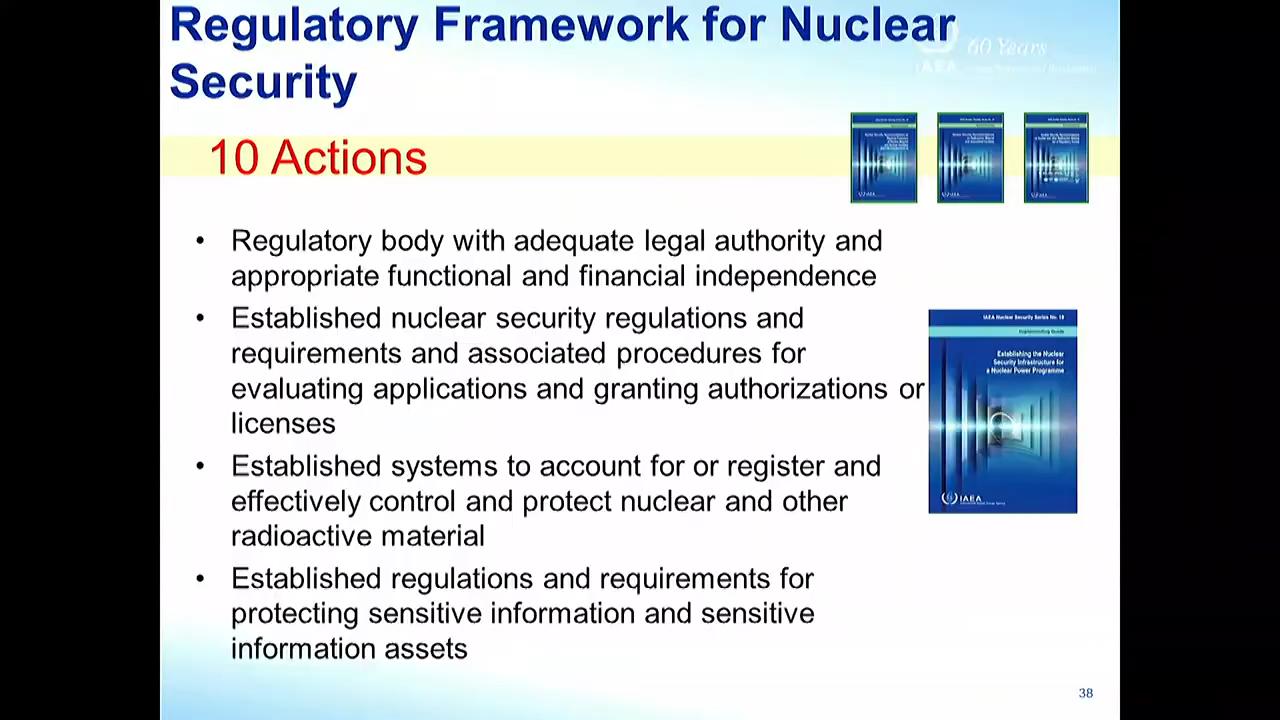 Regulatory Framework for Nuclear
Security
60 Years
IAEA
10 Actions
• Regulatory body with adequate legal authority and
appropriate functional and financial independence
• Established nuclear security regulations and
requirements and associated procedures for
evaluating applications and granting authorizations or
licenses
• Established systems to account for or register and
effectively control and protect nuclear and other
radioactive material
• Established regulations and requirements for
protecting sensitive information and sensitive
information assets
IAEA Nuclear Security Series No. 19
Implementing Guide
Establishing the Nuclear
Security Infrastructure for
a Nuclear Power Programme
IAEA
38